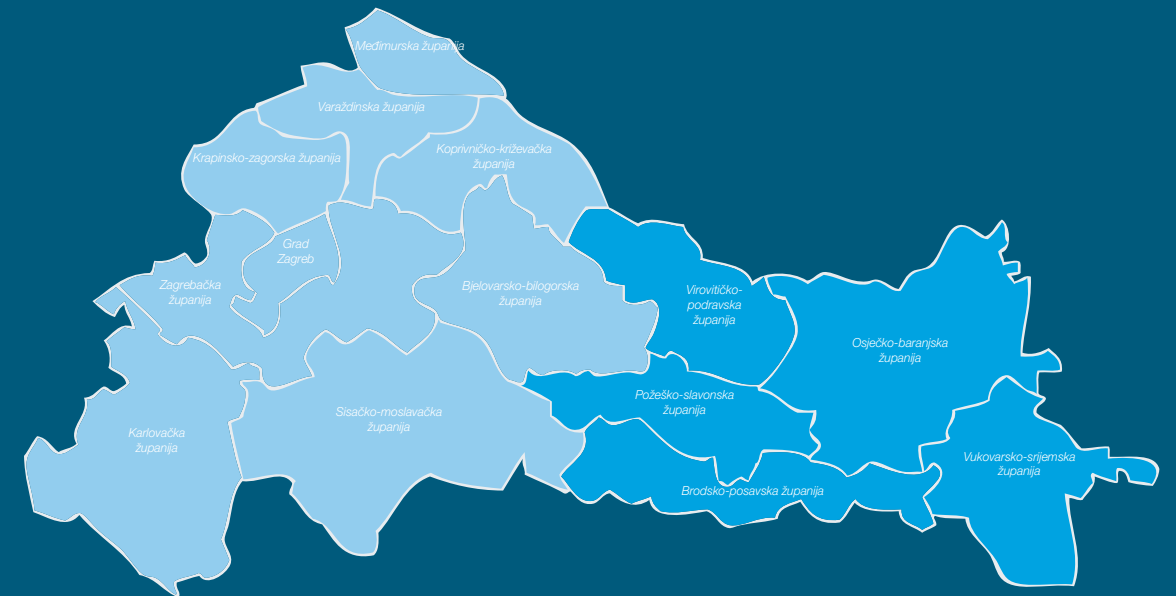 Međimurska županija
Varaždinska županija
Krapinsko-zagorska županija
Koprivničko-križevačka
županija
Grad
Zagreb
Zagrebačka
županija
Bjelovarsko-bilogorska
županija
Virovitičko-
podravska
županija
Osječko-baranjska
županija
Požeško-slavonska
županija
Sisačko-moslavačka
županija
Karlovačka
županija
Vukovarsko-srijemska
županija
Brodsko-posavska županija